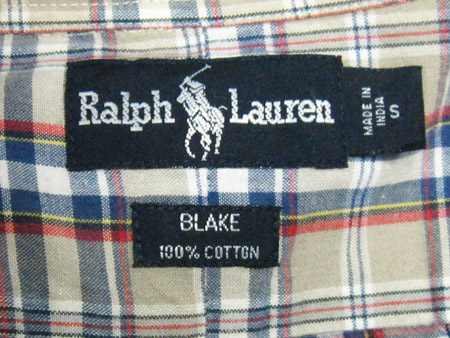 Ralph Lauren
MADE IN
INDIA
S
BLAKE
100% COTTON